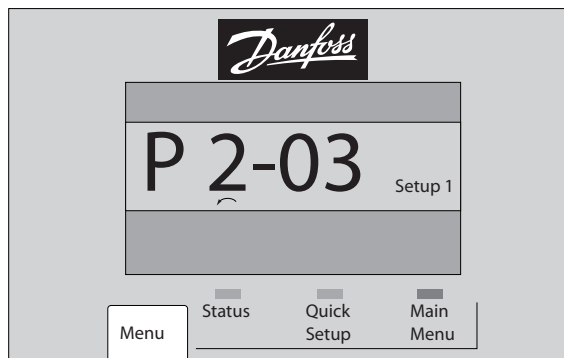 Danfoss
P 2-03
Setup 1
Status
Quick
Setup
Main
Menu
Menu